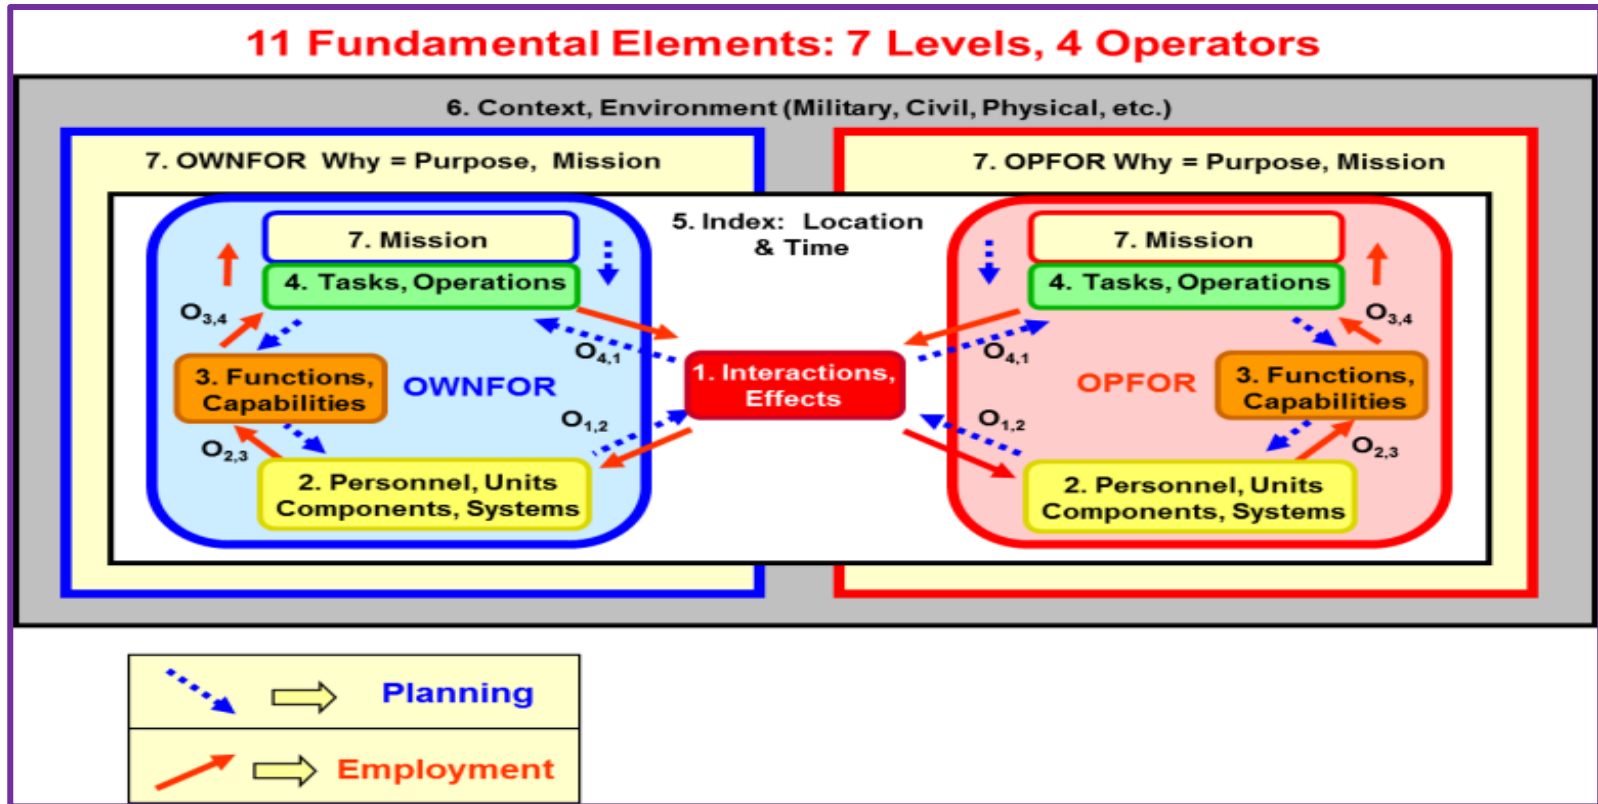 11 Fundamental Elements: 7 Levels, 4 Operators
6. Context, Environment (Military, Civil, Physical, etc.)
7. OWNFOR Why = Purpose, Mission
7. OPFOR Why = Purpose, Mission
5. Index: Location
& Time
7. Mission
4. Tasks, Operations
O3,4
O4,1
3. Functions,
Capabilities
OWNFOR
O1,2
O2,3
2. Personnel, Units
Components, Systems
1. Interactions,
Effects
7. Mission
4. Tasks, Operations
O3,4
O4,1
OPFOR
3. Functions,
Capabilities
O1,2
O2,3
2. Personnel, Units
Components, Systems
Planning
Employment